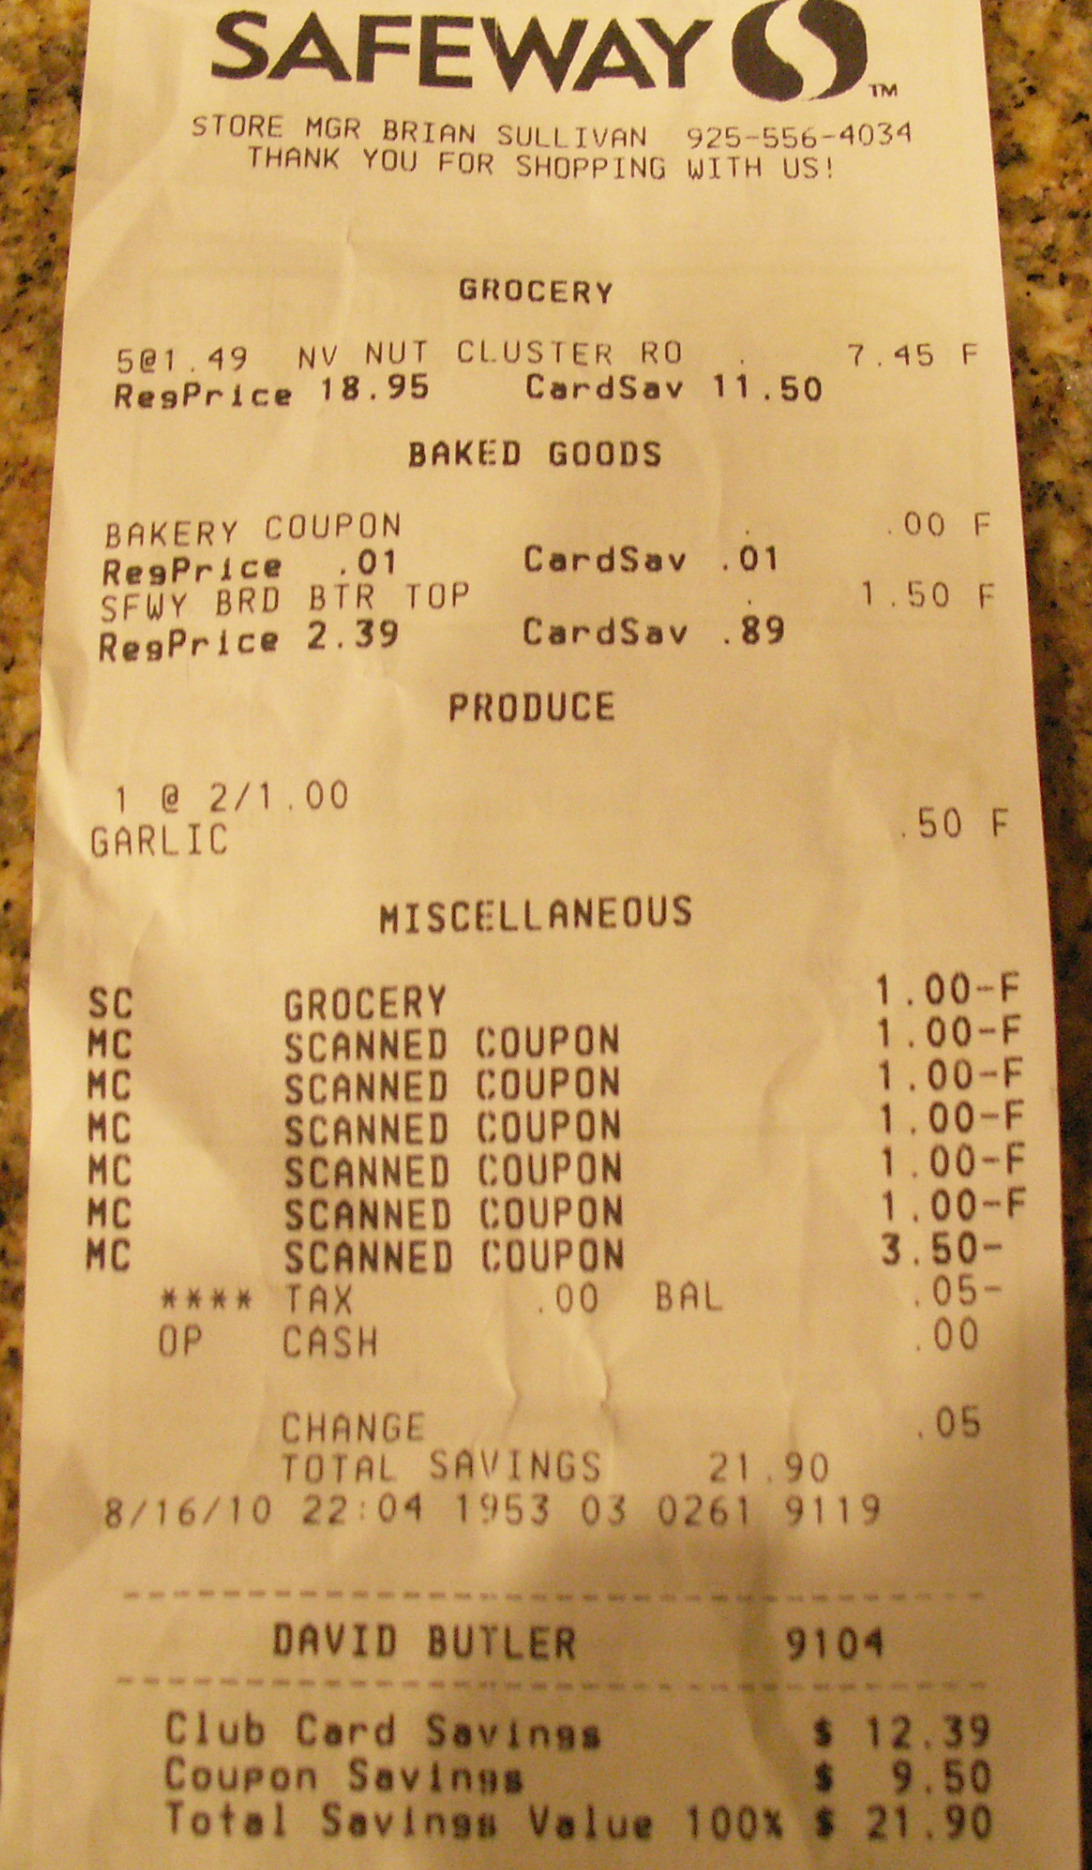 SAFEWAY TM
STORE MGR BRIAN SULLIVAN 925-556-4034
THANK YOU FOR SHOPPING WITH US!
GROCERY
5@1.49 NV NUT CLUSTER RO . 7.45 F
RegPrice 18.95 CardSav 11.50
BAKED GOODS
BAKERY COUPON . .00 F
RegPrice .01 CardSav .01
SFWY BRD BTR TOP . 1.50 F
RegPrice 2.39 CardSav .89
PRODUCE
1 @ 2/1.00
GARLIC .50 F
MISCELLANEOUS
SC GROCERY 1.00-F
MC SCANNED COUPON 1.00-F
MC SCANNED COUPON 1.00-F
MC SCANNED COUPON 1.00-F
MC SCANNED COUPON 1.00-F
MC SCANNED COUPON 1.00-F
MC SCANNED COUPON 3.50-
**** TAX .00 BAL .05-
OP CASH .00
CHANGE .05
TOTAL SAVINGS 21.90
8/16/10 22:04 1953 03 0261 9119
DAVID BUTLER 9104
Club Card Savings $ 12.39
Coupon Savings $ 9.50
Total Savings Value 100% $ 21.90